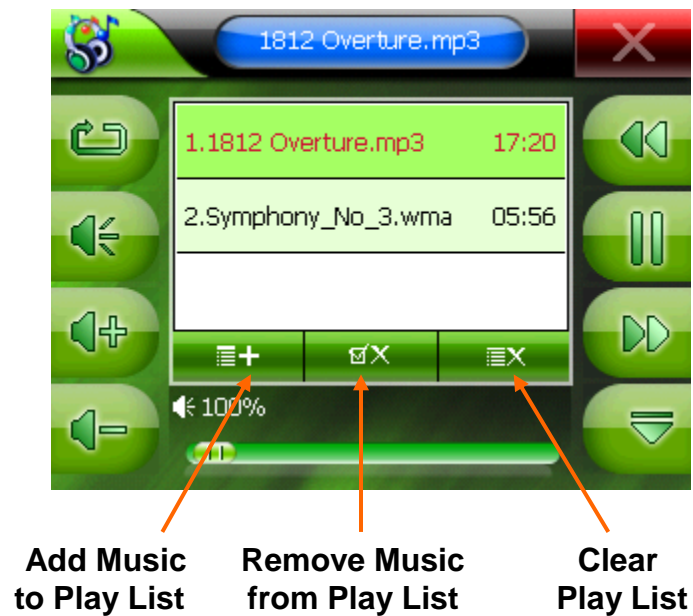 1812 Overture.mp3
1.1812 Overture.mp3 17:20
2.Symphony_No_3.wma 05:56
100%
Add Music
to Play List
Remove Music
from Play List
Clear
Play List